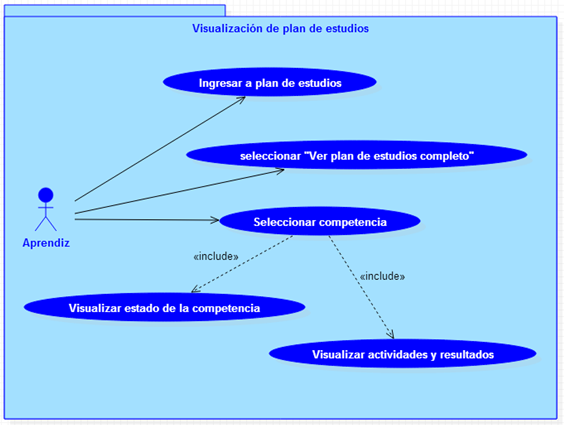 Visualización de plan de estudios
Ingresar a plan de estudios
seleccionar "Ver plan de estudios completo"
Seleccionar competencia
Aprendiz
«include»
«include»
Visualizar estado de la competencia
Visualizar actividades y resultados